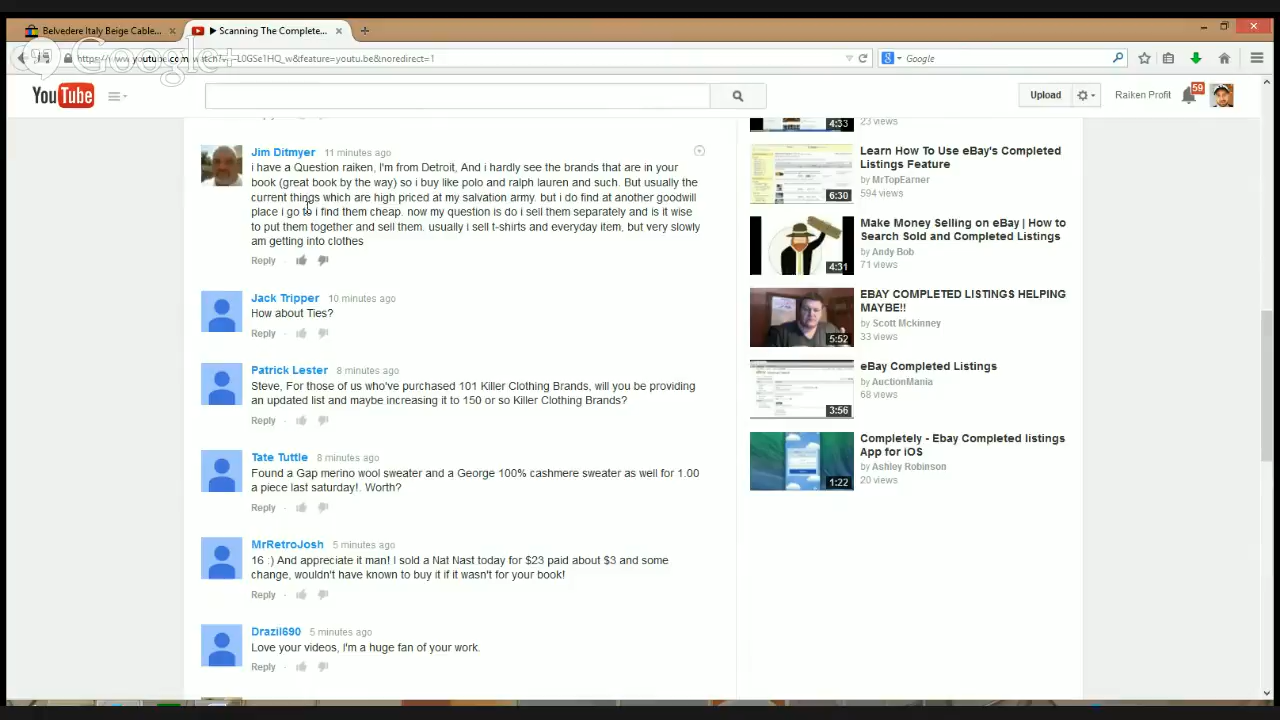 Belvedere Italy Beige Cable...
Scanning The Complete...
Google+
L0GSe1HQ_w&feature=youtu.be&noredirect=1
Google
YouTube
Upload
Raiken Profit
59
4:33
23 views
Jim Ditmyer 11 minutes ago
i have a Question raiken, I'm from Detroit, And i hardly see the brands that are in your
book (great book by the way) so i buy like polo and ralph lauren and such. But usually the
current things which are high priced at my salvation army. but i do find at another goodwill
place i go to i find them cheap. now my question is do i sell them separately and is it wise
to put them together and sell them. usually i sell t-shirts and everyday item, but very slowly
am getting into clothes
Reply
Jack Tripper 10 minutes ago
How about Ties?
Reply
Patrick Lester 8 minutes ago
Steve, For those of us who've purchased 101 Killer Clothing Brands, will you be providing
an updated list and maybe increasing it to 150 or so Killer Clothing Brands?
Reply
Tate Tuttle 8 minutes ago
Found a Gap merino wool sweater and a George 100% cashmere sweater as well for 1.00
a piece last saturday!. Worth?
Reply
MrRetroJosh 5 minutes ago
16 :) And appreciate it man! I sold a Nat Nast today for $23 paid about $3 and some
change, wouldn't have known to buy it if it wasn't for your book!
Reply
Drazil690 5 minutes ago
Love your videos, I'm a huge fan of your work.
Reply
Learn How To Use eBay's Completed
Listings Feature
by MrTopEarner
594 views
6:30
Make Money Selling on eBay | How to
Search Sold and Completed Listings
by Andy Bob
71 views
4:31
EBAY COMPLETED LISTINGS HELPING
MAYBE!!
by Scott Mckinney
33 views
5:52
eBay Completed Listings
by AuctionMania
68 views
3:56
Completely - Ebay Completed listings
App for iOS
by Ashley Robinson
20 views
1:22